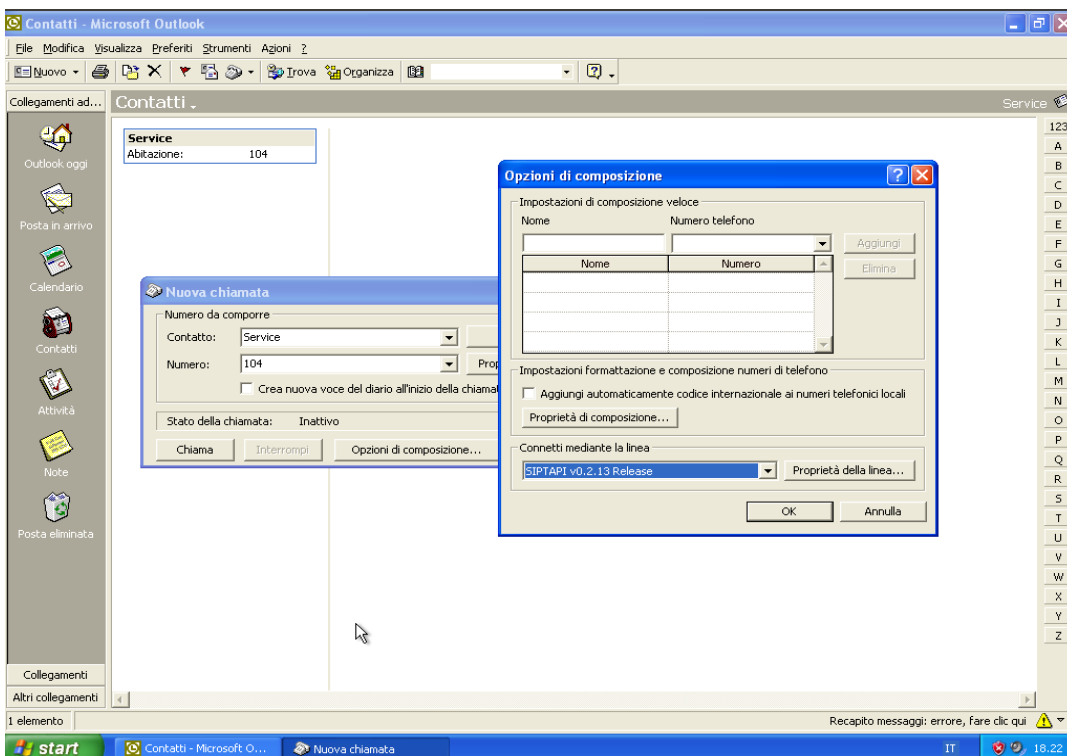 Contatti - Microsoft Outlook
File Modifica Visualizza Preferiti Strumenti Azioni ?
Nuovo Trova Organizza
Collegamenti ad... Contatti Service
Outlook oggi
Posta in arrivo
Calendario
Contatti
Attività
Note
Posta eliminata
Collegamenti
Altri collegamenti
Service
Abitazione: 104
Nuova chiamata
Numero da comporre
Contatto: Service
Numero: 104
Crea nuova voce del diario all'inizio della chiamat
Stato della chiamata: Inattivo
Chiama Interrompi Opzioni di composizione...
Opzioni di composizione
Impostazioni di composizione veloce
Nome Numero telefono
Aggiungi
Nome Numero
Elimina
Impostazioni formattazione e composizione numeri di telefono
Aggiungi automaticamente codice internazionale ai numeri telefonici locali
Proprietà di composizione...
Connetti mediante la linea
SIPTAPI v0.2.13 Release Proprietà della linea...
OK Annulla
123
A
B
C
D
E
F
G
H
I
J
K
L
M
N
O
P
Q
R
S
T
U
V
W
X
Y
Z
1 elemento Recapito messaggi: errore, fare clic qui
start Contatti - Microsoft O... Nuova chiamata IT 18.22